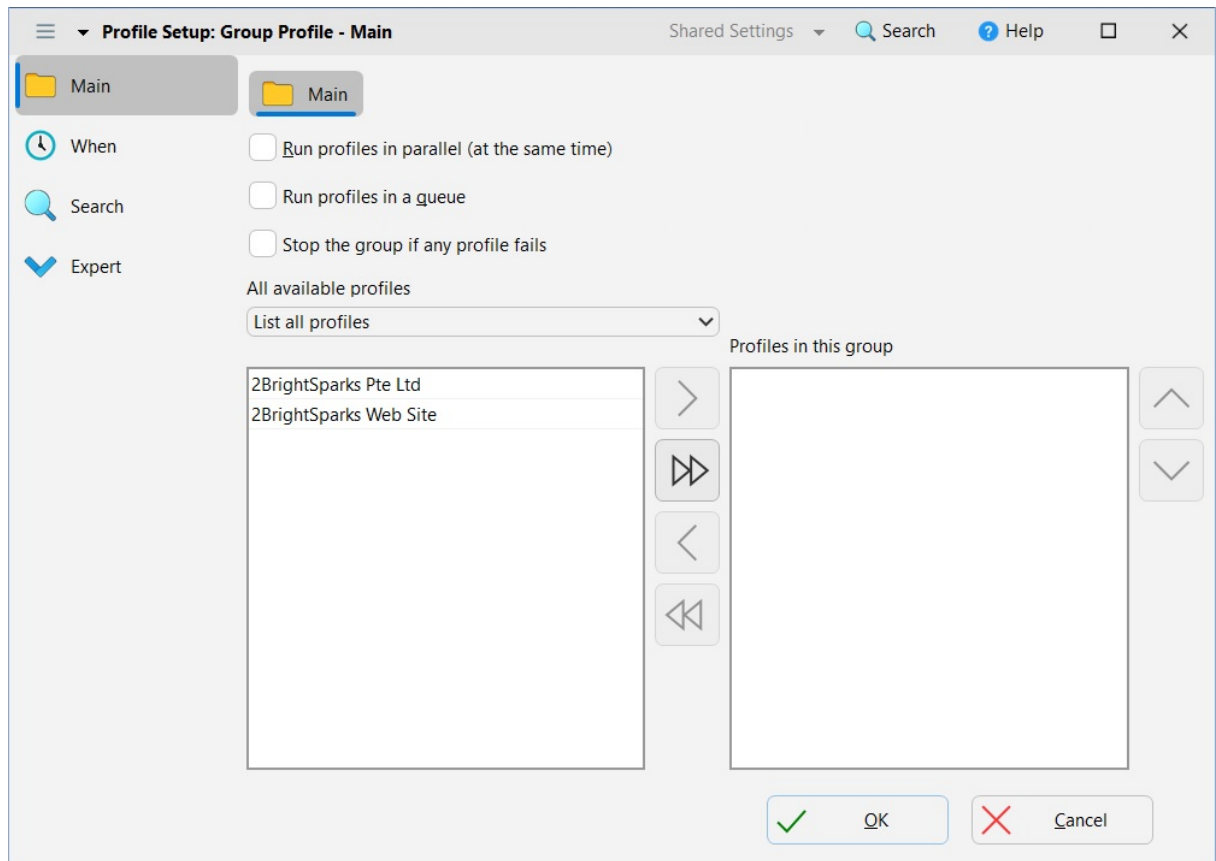 Profile Setup: Group Profile - Main
Shared Settings
Search
Help
Main
When
Search
Expert
Main
Run profiles in parallel (at the same time)
Run profiles in a queue
Stop the group if any profile fails
All available profiles
List all profiles
Profiles in this group
2BrightSparks Pte Ltd
2BrightSparks Web Site
OK
Cancel